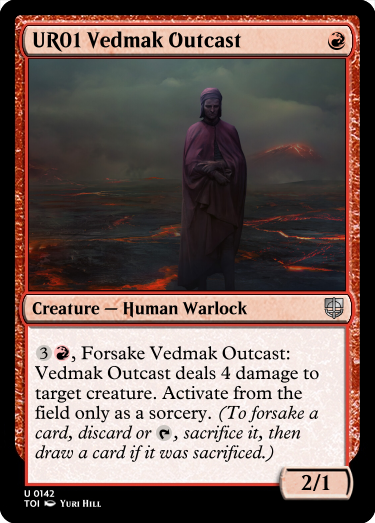 UR01 Vedmak Outcast
Creature — Human Warlock
3, Forsake Vedmak Outcast:
Vedmak Outcast deals 4 damage to
target creature. Activate from the
field only as a sorcery. (To forsake a
card, discard or , sacrifice it, then
draw a card if it was sacrificed.)
2/1
U 0142
TOI Yuri Hill